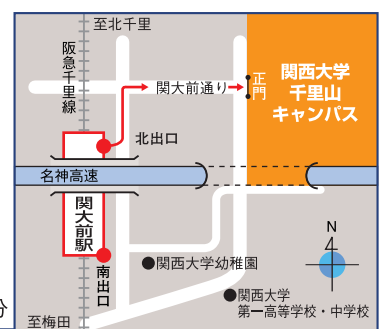 至北千里
阪急千里線
関大前通り
正門
関西大学
千里山
キャンパス
北出口
名神高速
関大前駅
南出口
関西大学幼稚園
N
関西大学
第一高等学校・中学校
至梅田
分